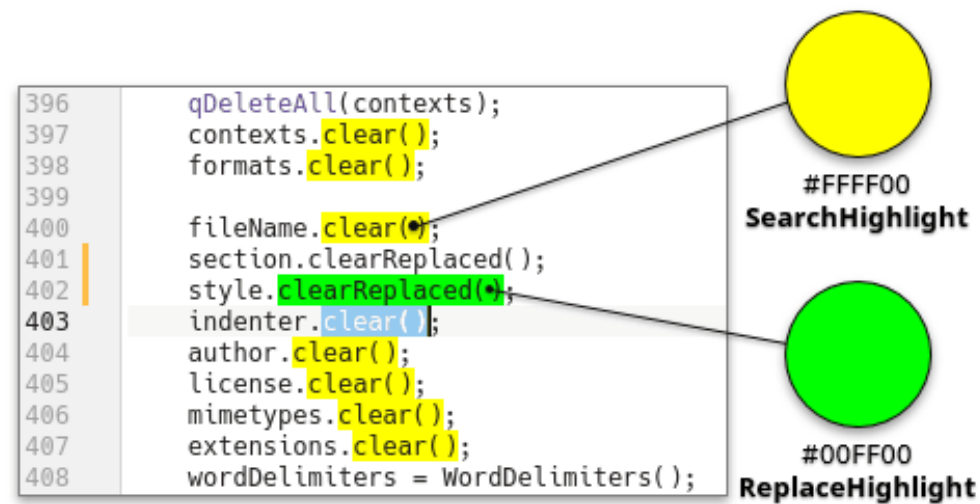 396 qDeleteAll(contexts);
397 contexts.clear();
398 formats.clear();
399
400 fileName.clear();
401 section.clearReplaced();
402 style.clearReplaced();
403 indenter.clear();
404 author.clear();
405 license.clear();
406 mimetypes.clear();
407 extensions.clear();
408 wordDelimiters = WordDelimiters();
#FFFF00
SearchHighlight
#00FF00
ReplaceHighlight